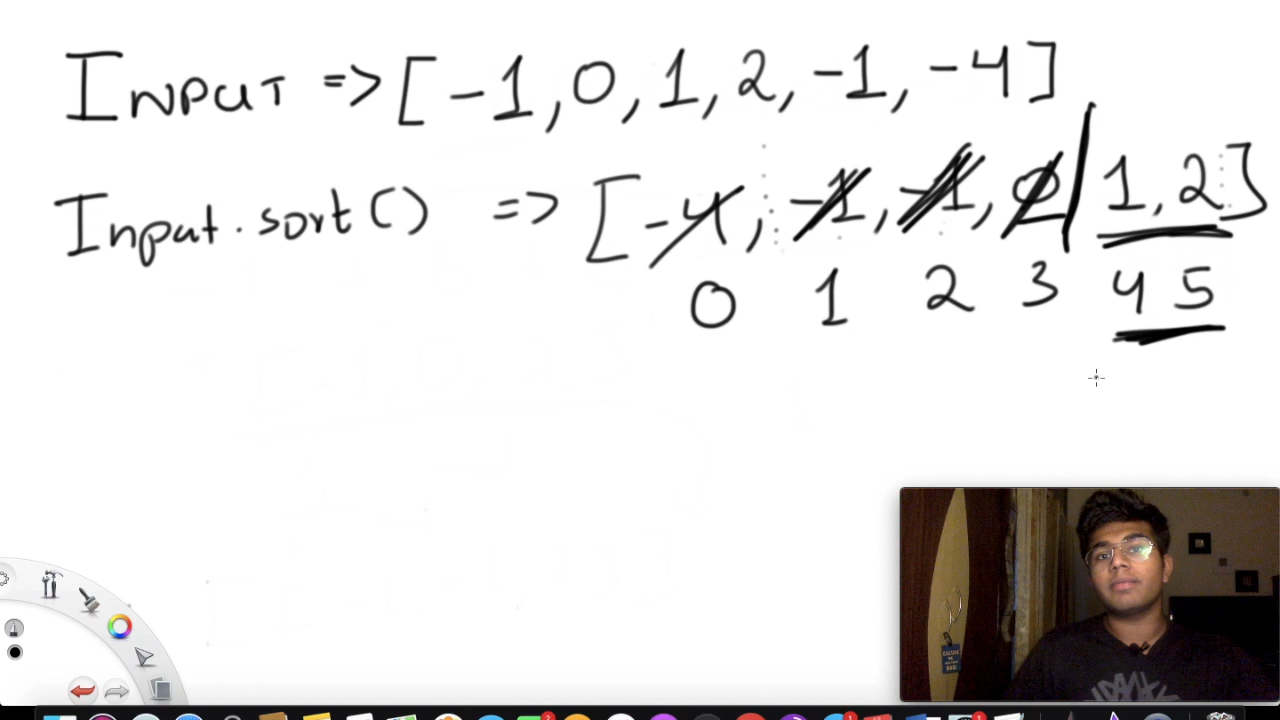 INPUT => [-1, 0, 1, 2, -1, -4]
Input.sort() => [-4, -1, -1, 0, 1, 2]
0 1 2 3 4 5